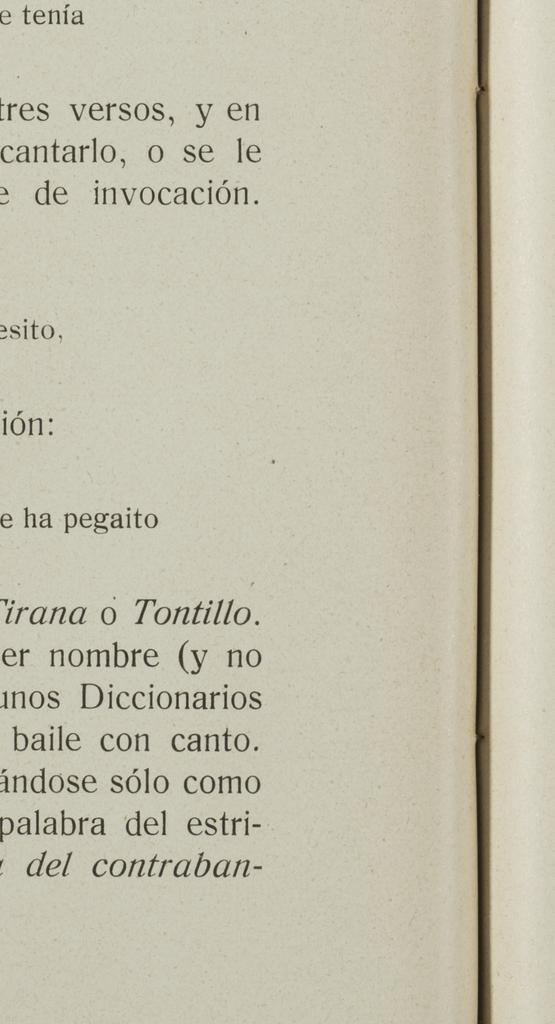 e tenía
tres versos, y en
cantarlo, o se le
e de invocación.
esito,
ión:
e ha pegaito
Tirana o Tontillo.
er nombre (y no
unos Diccionarios
baile con canto.
ándose sólo como
palabra del estri-
del contraban-